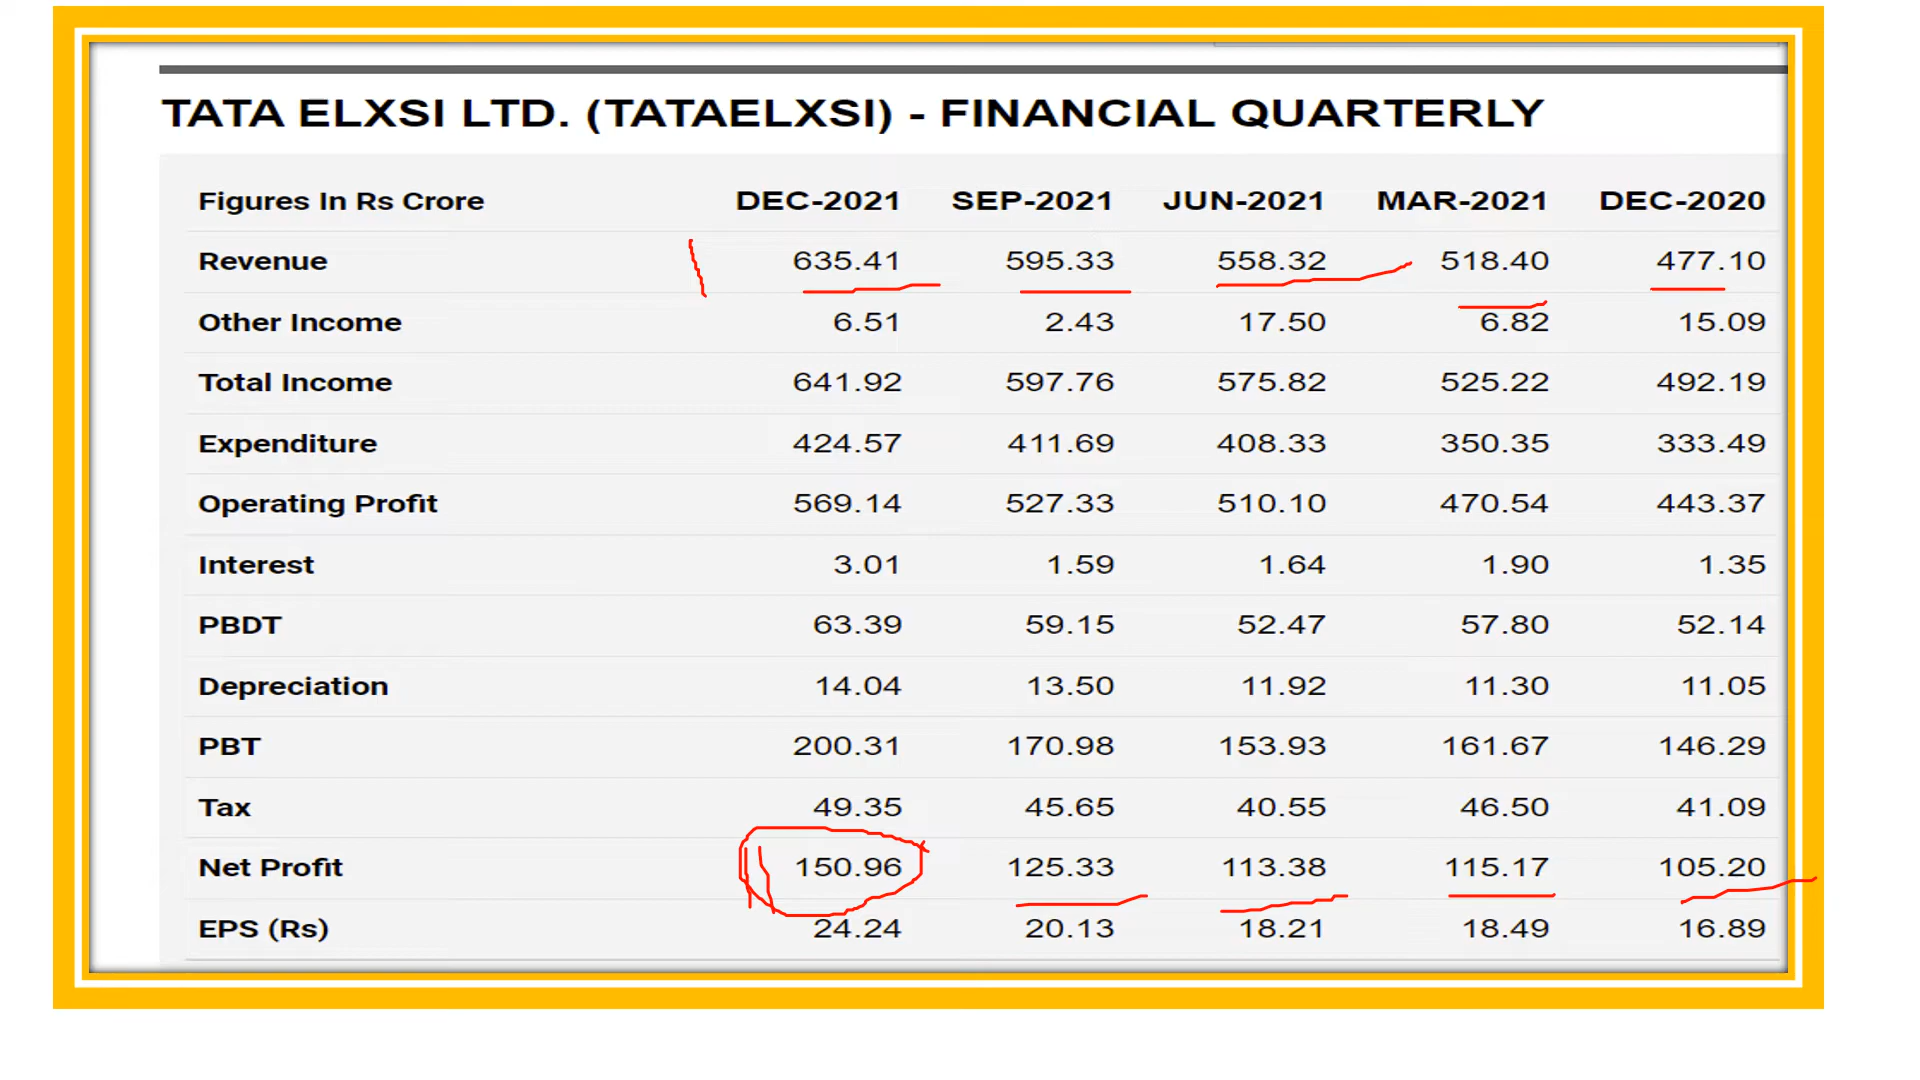 TATA ELXSI LTD. (TATAELXSI) - FINANCIAL QUARTERLY
Figures In Rs Crore DEC-2021 SEP-2021 JUN-2021 MAR-2021 DEC-2020
Revenue 635.41 595.33 558.32 518.40 477.10
Other Income 6.51 2.43 17.50 6.82 15.09
Total Income 641.92 597.76 575.82 525.22 492.19
Expenditure 424.57 411.69 408.33 350.35 333.49
Operating Profit 569.14 527.33 510.10 470.54 443.37
Interest 3.01 1.59 1.64 1.90 1.35
PBDT 63.39 59.15 52.47 57.80 52.14
Depreciation 14.04 13.50 11.92 11.30 11.05
PBT 200.31 170.98 153.93 161.67 146.29
Tax 49.35 45.65 40.55 46.50 41.09
Net Profit 150.96 125.33 113.38 115.17 105.20
EPS (Rs) 24.24 20.13 18.21 18.49 16.89